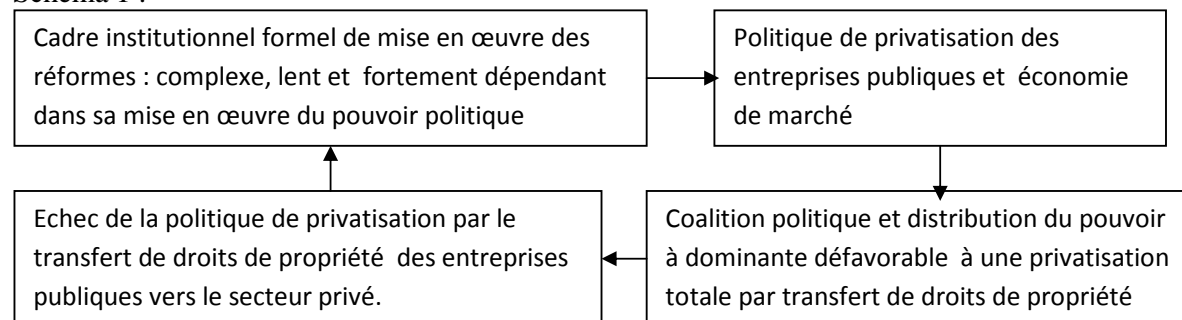 Schéma 1 :
Cadre institutionnel formel de mise en œuvre des
réformes : complexe, lent et fortement dépendant
dans sa mise en œuvre du pouvoir politique
Politique de privatisation des
entreprises publiques et économie
de marché
Echec de la politique de privatisation par le
transfert de droits de propriété des entreprises
publiques vers le secteur privé.
Coalition politique et distribution du pouvoir
à dominante défavorable à une privatisation
totale par transfert de droits de propriété